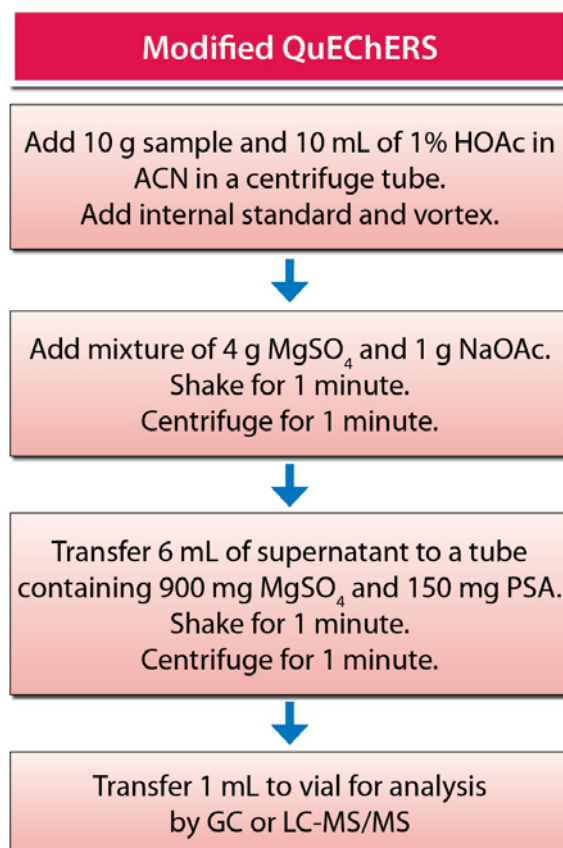 Modified QuEChERS
Add 10 g sample and 10 mL of 1% HOAc in
ACN in a centrifuge tube.
Add internal standard and vortex.
Add mixture of 4 g MgSO₄ and 1 g NaOAc.
Shake for 1 minute.
Centrifuge for 1 minute.
Transfer 6 mL of supernatant to a tube
containing 900 mg MgSO₄ and 150 mg PSA.
Shake for 1 minute.
Centrifuge for 1 minute.
Transfer 1 mL to vial for analysis
by GC or LC-MS/MS